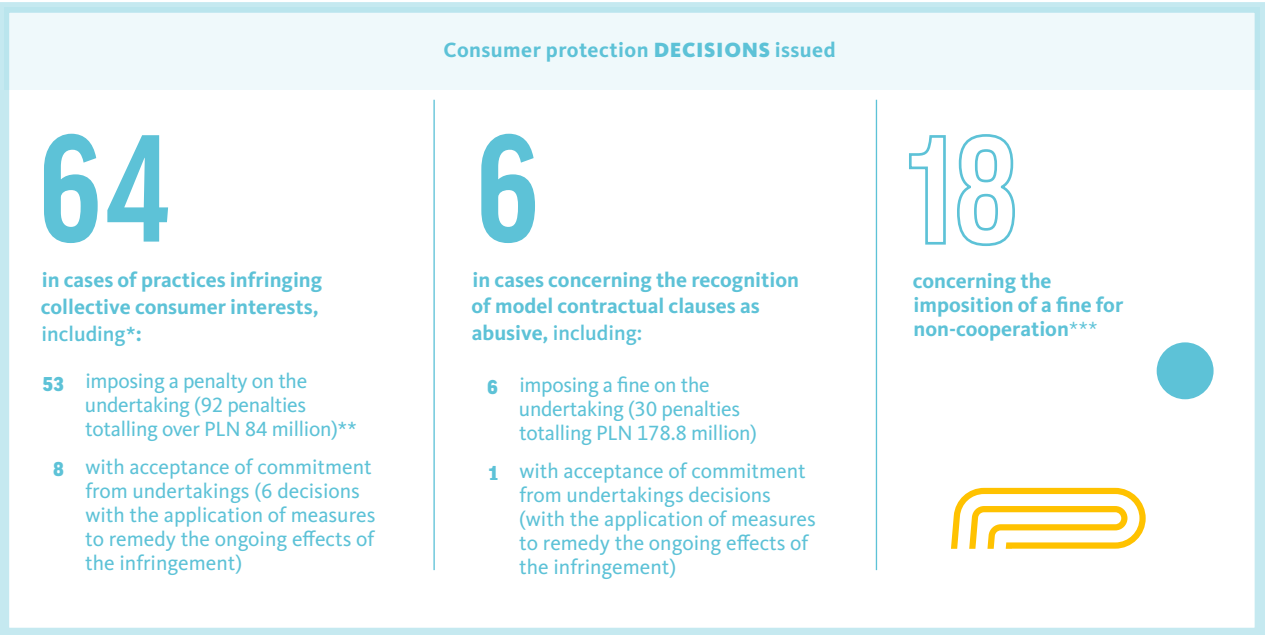 Consumer protection DECISIONS issued
64
in cases of practices infringing
collective consumer interests,
including*:
53 imposing a penalty on the
undertaking (92 penalties
totalling over PLN 84 million)**
8 with acceptance of commitment
from undertakings (6 decisions
with the application of measures
to remedy the ongoing effects of
the infringement)
6
in cases concerning the recognition
of model contractual clauses as
abusive, including:
6 imposing a fine on the
undertaking (30 penalties
totalling PLN 178.8 million)
1 with acceptance of commitment
from undertakings decisions
(with the application of measures
to remedy the ongoing effects of
the infringement)
18
concerning the
imposition of a fine for
non-cooperation***